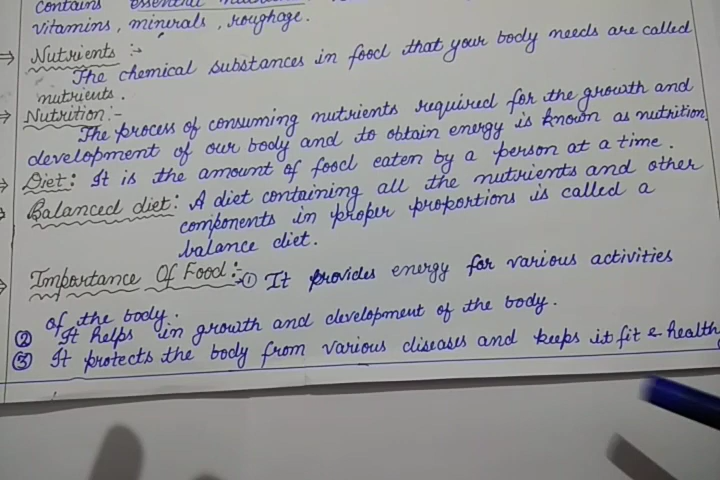 contains essential
vitamins, minerals, roughage.
⇒ Nutrients :-
The chemical substances in food that your body needs are called
nutrients.
⇒ Nutrition:-
The process of consuming nutrients required for the growth and
development of our body and to obtain energy is known as nutrition.
⇒ Diet: It is the amount of food eaten by a person at a time.
Balanced diet: A diet containing all the nutrients and other
components in proper proportions is called a
balance diet.
Importance Of Food:- ① It provides energy for various activities
of the body.
② It helps in growth and development of the body.
③ It protects the body from various diseases and keeps it fit & healthy